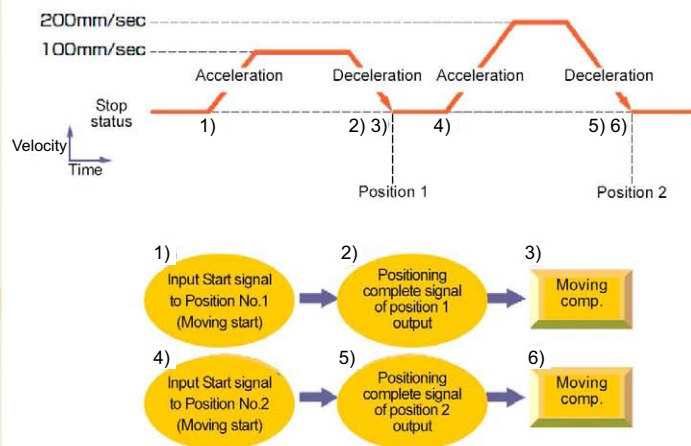 200mm/sec
100mm/sec
Acceleration Deceleration Acceleration Deceleration
Stop
status
1) 2) 3) 4) 5) 6)
Velocity
Time
Position 1 Position 2
1) 2) 3)
Input Start signal
to Position No.1
(Moving start)
Positioning
complete signal
of position 1
output
Moving
comp.
4) 5) 6)
Input Start signal
to Position No.2
(Moving start)
Positioning
complete signal
of position 2
output
Moving
comp.